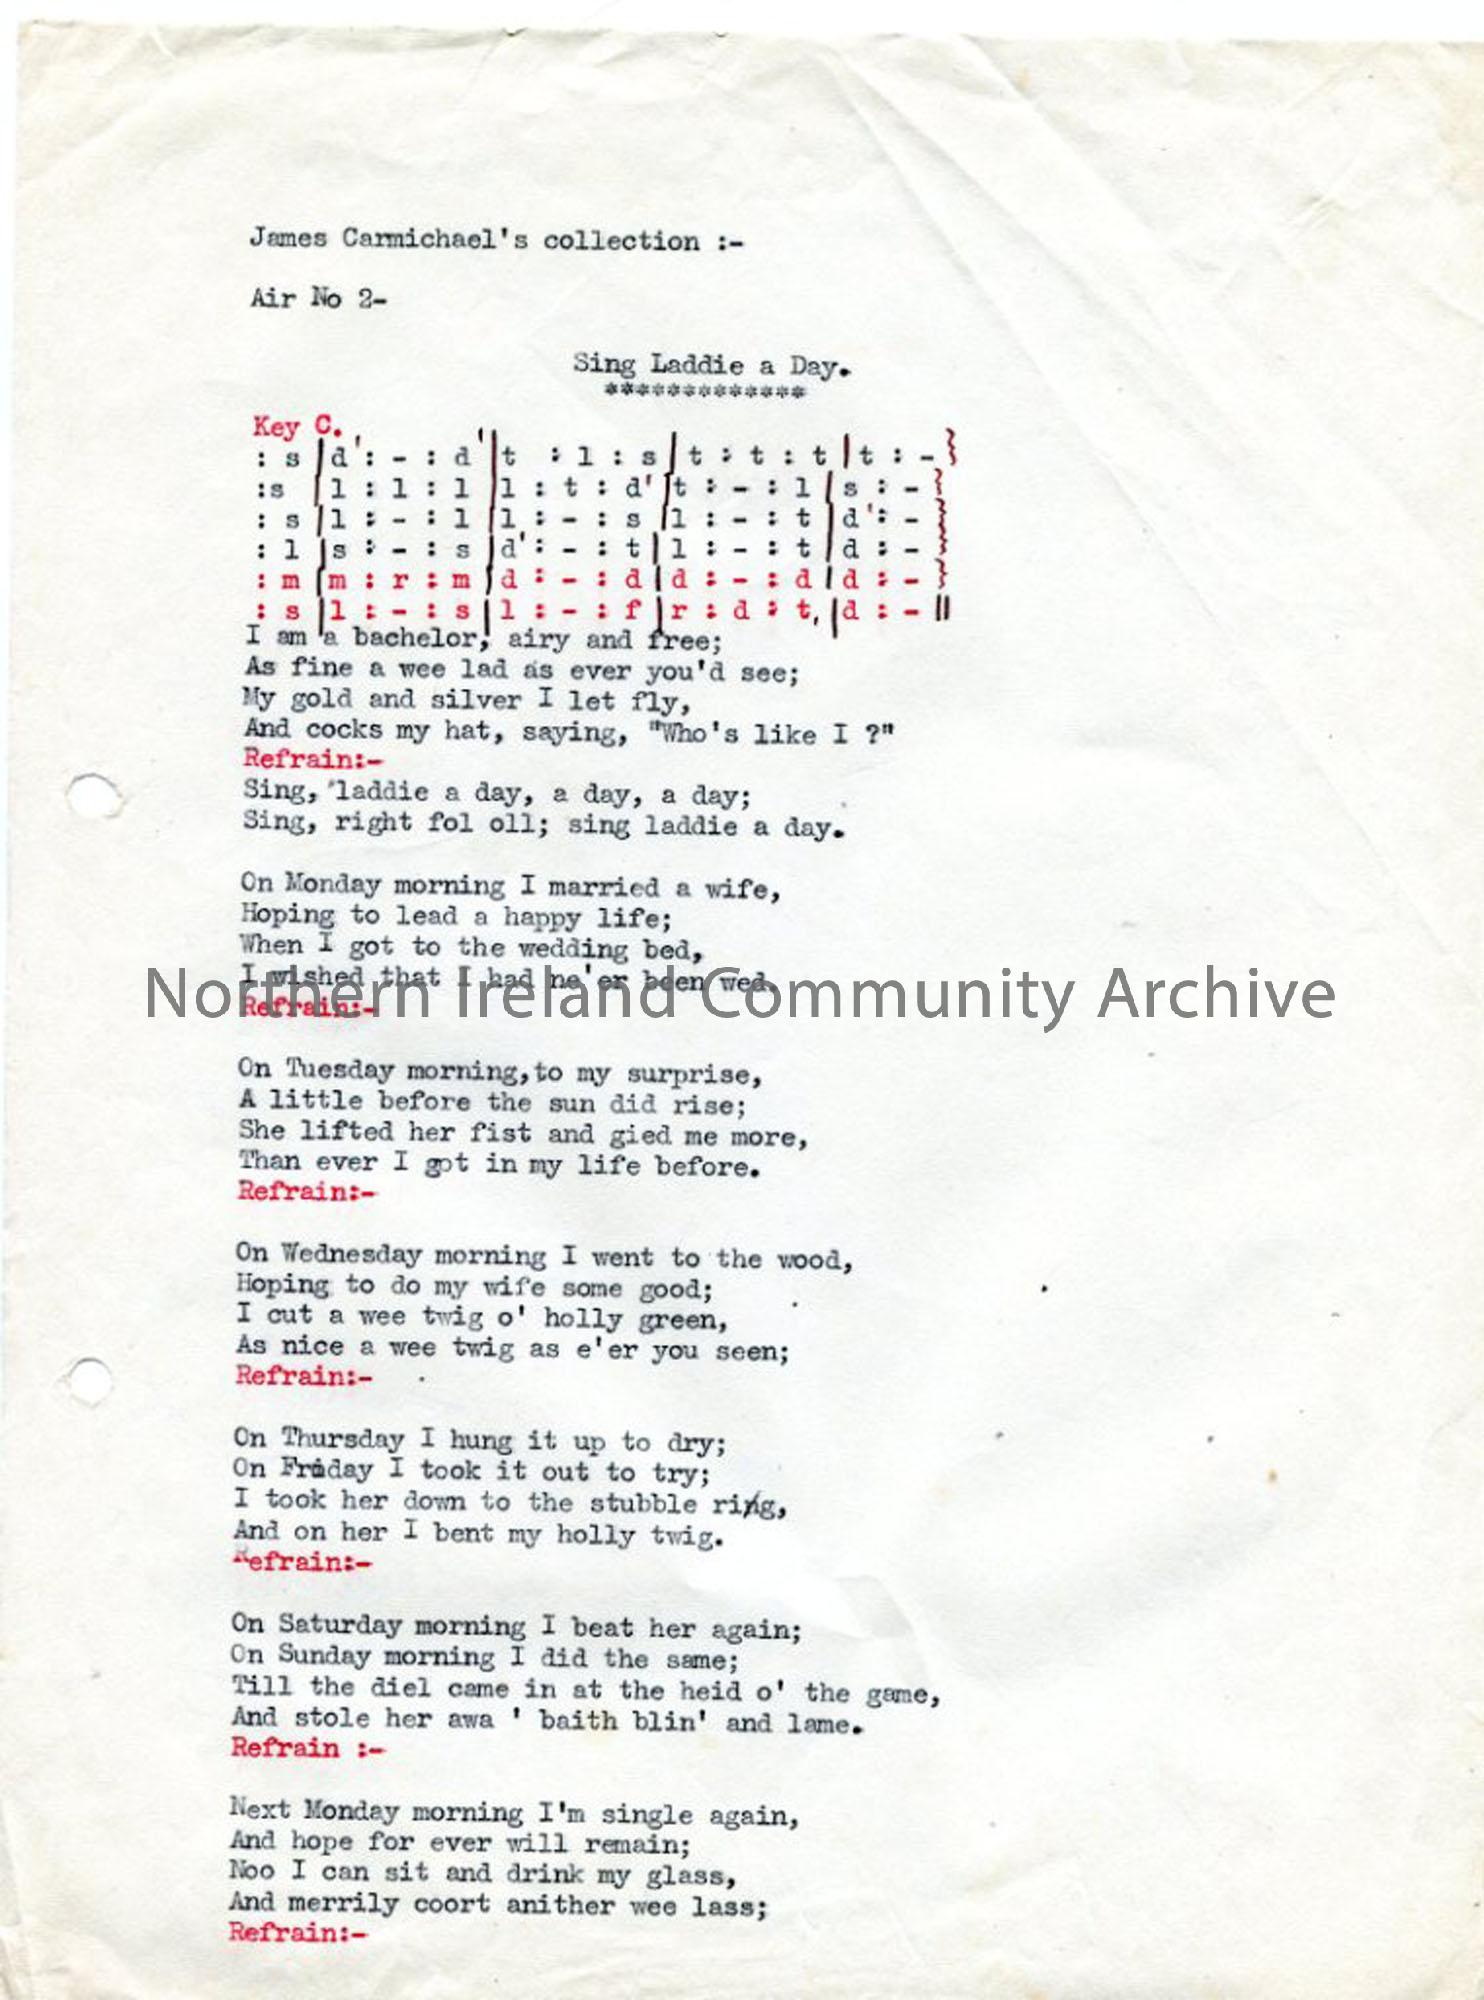 James Carmichael's collection :-
Air No 2-
Sing Laddie a Day.
*************
Key C.
: s |d' : - : d'|t : l : s|t : t : t|t : - }
:s |l : l : l|l : t : d'|t : - : l|s : - }
: s |l : - : l|l : - : s|l : - : t|d' : - }
: l |s : - : s|d' : - : t|l : - : t|d : - }
: m |m : r : m|d : - : d|d : - : d|d : - }
: s |l : - : s|l : - : f|r : d : t,|d : - ||
I am a bachelor, airy and free;
As fine a wee lad as ever you'd see;
My gold and silver I let fly,
And cocks my hat, saying, "Who's like I ?"
Refrain:-
Sing, laddie a day, a day, a day;
Sing, right fol oll; sing laddie a day.
On Monday morning I married a wife,
Hoping to lead a happy life;
When I got to the wedding bed,
I wished that I had ne'er been wed.
Northern Ireland Community Archive
Refrain:-
On Tuesday morning,to my surprise,
A little before the sun did rise;
She lifted her fist and gied me more,
Than ever I got in my life before.
Refrain:-
On Wednesday morning I went to the wood,
Hoping to do my wife some good;
I cut a wee twig o' holly green,
As nice a wee twig as e'er you seen;
Refrain:-
On Thursday I hung it up to dry;
On Friday I took it out to try;
I took her down to the stubble rig,
And on her I bent my holly twig.
Refrain:-
On Saturday morning I beat her again;
On Sunday morning I did the same;
Till the diel came in at the heid o' the game,
And stole her awa ' baith blin' and lame.
Refrain :-
Next Monday morning I'm single again,
And hope for ever will remain;
Noo I can sit and drink my glass,
And merrily coort anither wee lass;
Refrain:-